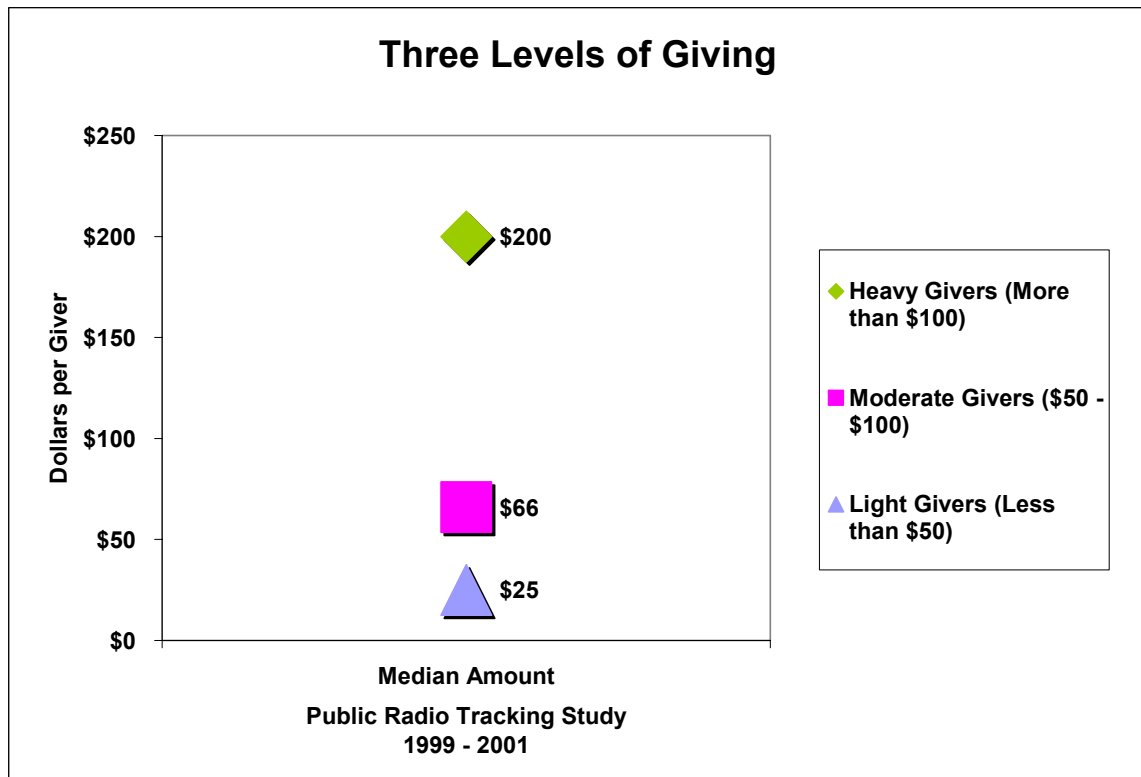 Three Levels of Giving
$250
$200
$150
$100
$50
$0
Dollars per Giver
$200
$66
$25
Median Amount
Public Radio Tracking Study
1999 - 2001
Heavy Givers (More
than $100)
Moderate Givers ($50 -
$100)
Light Givers (Less
than $50)